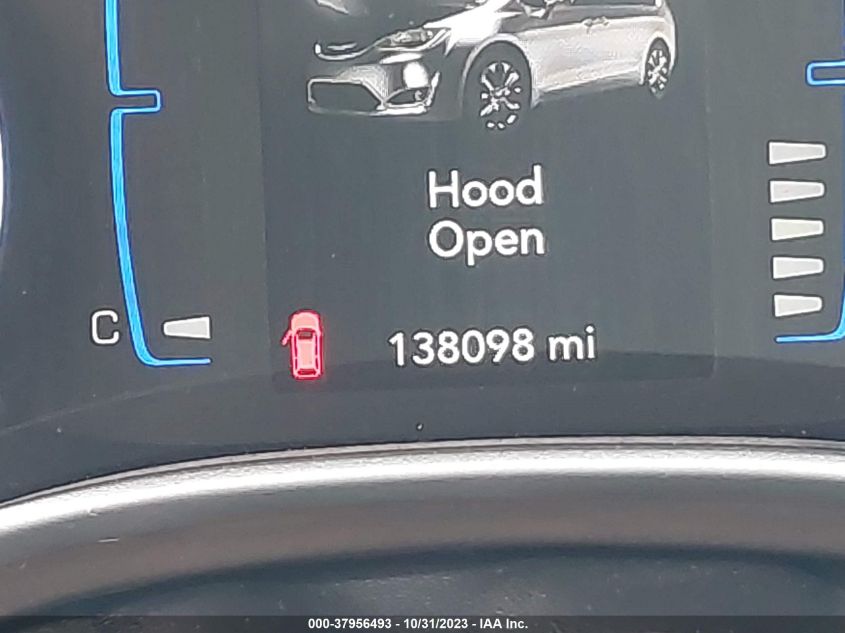 Hood
Open
C
138098 mi
000-37956493 - 10/31/2023 - IAA Inc.